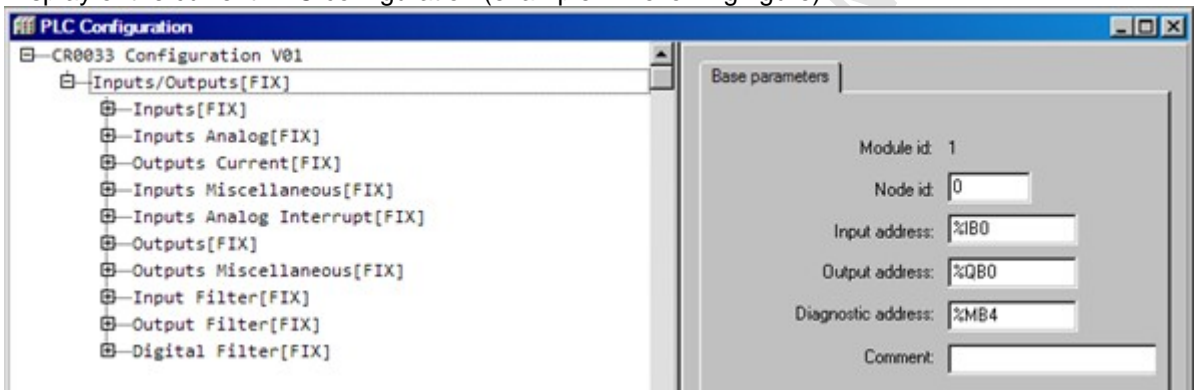 PLC Configuration
CR0033 Configuration V01
Inputs/Outputs[FIX]
Inputs[FIX]
Inputs Analog[FIX]
Outputs Current[FIX]
Inputs Miscellaneous[FIX]
Inputs Analog Interrupt[FIX]
Outputs[FIX]
Outputs Miscellaneous[FIX]
Input Filter[FIX]
Output Filter[FIX]
Digital Filter[FIX]
Base parameters
Module id: 1
Node id: 0
Input address: %IB0
Output address: %QB0
Diagnostic address: %MB4
Comment: